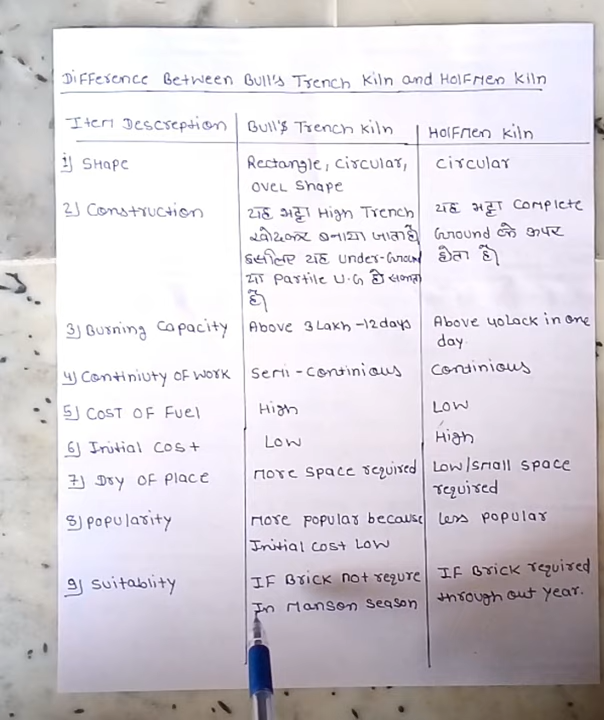 Difference Between Bull's Trench Kiln and Hoffmen Kiln
Item Descreption | Bull's Trench Kiln | Hoffmen Kiln
1) Shape | Rectangle, Circular, | Circular
ovel shape
2) Construction | यह भट्टा High Trench | यह भट्टा Complete
खोदकर बनाया जाता है | Ground के ऊपर
इसीलिए यह Under-Ground | होता है|
या Partile U.G हो सकता
है|
3) Burning Capacity | Above 3 Lakh -12 days | Above 40 Lack in one
day.
4) Continiuty of work | Semi-continious | Continious
5) Cost of Fuel | High | Low
6) Initial Cost | Low | High
7) Dry of Place | More space required | Low/small space
required
8) Popularity | More popular because | less popular
Initial cost Low
9) Suitablity | If Brick not requre | If Brick required
In Manson season | through out year.